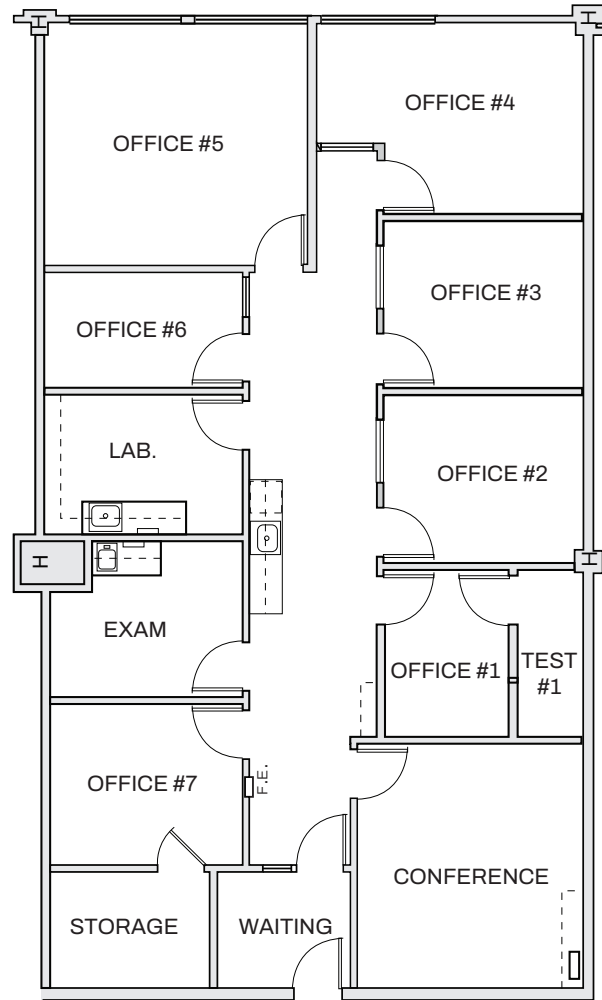 OFFICE #4
OFFICE #5
OFFICE #3
OFFICE #6
LAB.
OFFICE #2
EXAM
OFFICE #1
TEST
#1
OFFICE #7
F.E.
CONFERENCE
STORAGE
WAITING